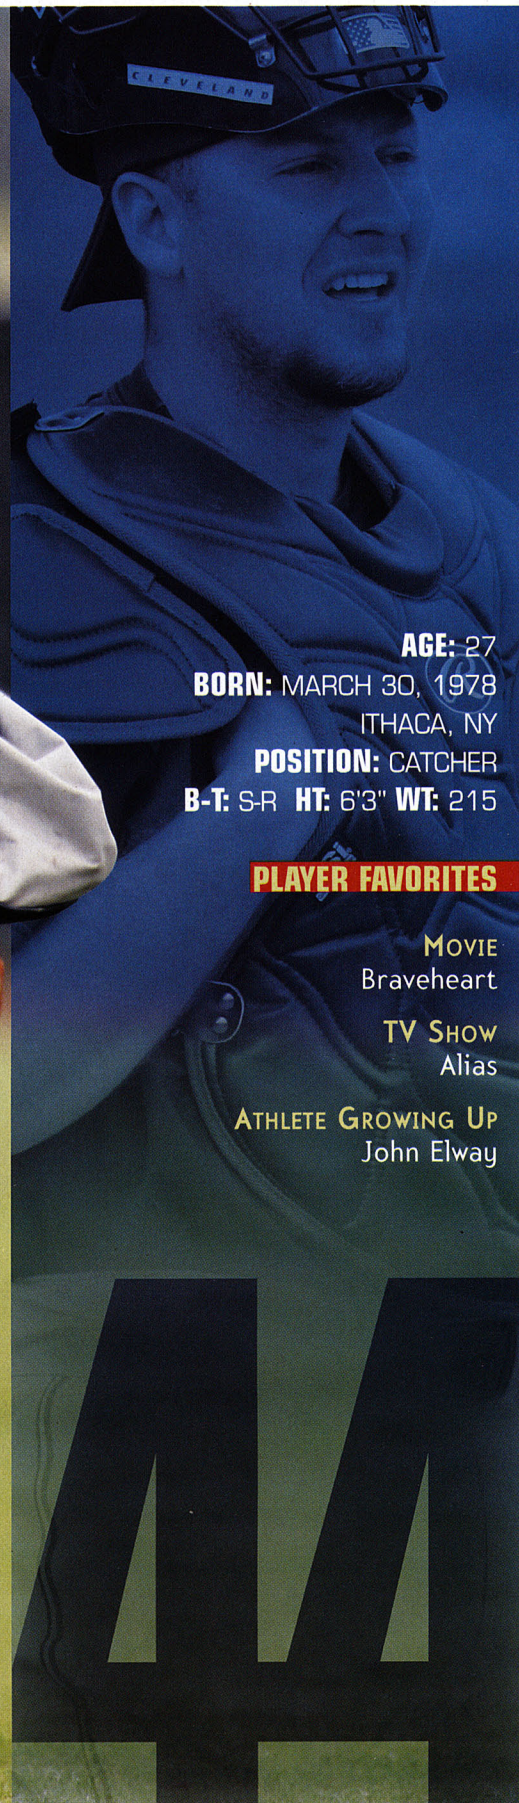 CLEVELAND
AGE: 27
BORN: MARCH 30, 1978
ITHACA, NY
POSITION: CATCHER
B-T: S-R HT: 6'3" WT: 215
PLAYER FAVORITES
MOVIE
Braveheart
TV SHOW
Alias
ATHLETE GROWING UP
John Elway
44